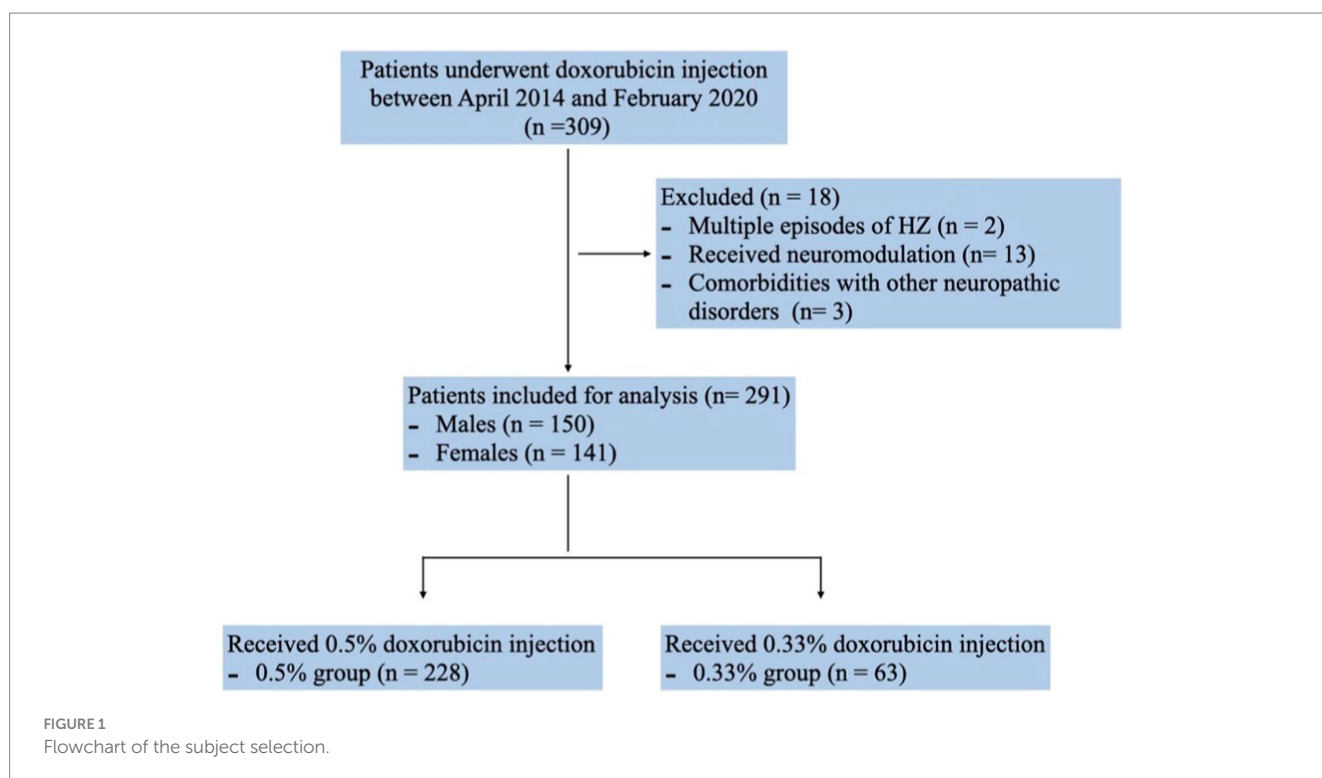 Patients underwent doxorubicin injection
between April 2014 and February 2020
(n =309)
Excluded (n = 18)
- Multiple episodes of HZ (n = 2)
- Received neuromodulation (n= 13)
- Comorbidities with other neuropathic
disorders (n= 3)
Patients included for analysis (n= 291)
- Males (n = 150)
- Females (n = 141)
Received 0.5% doxorubicin injection
- 0.5% group (n = 228)
Received 0.33% doxorubicin injection
- 0.33% group (n = 63)
FIGURE 1
Flowchart of the subject selection.